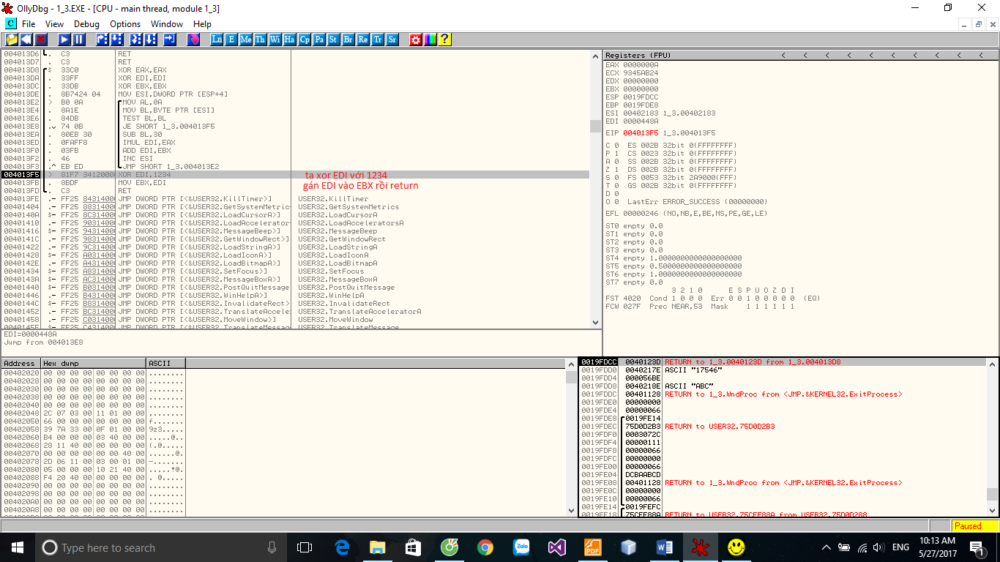 OllyDbg - 1_3.EXE - [CPU - main thread, module 1_3]
C File View Debug Options Window Help
Ln E Me Th Wi Ha Cp Pa St Br Re Tr Sr ?
004013D6 . C3 RET
004013D7 . C3 RET
004013D8 $ 33C0 XOR EAX,EAX
004013DA . 33FF XOR EDI,EDI
004013DC . 33DB XOR EBX,EBX
004013DE . 8B7424 04 MOV ESI,DWORD PTR [ESP+4]
004013E2 > B0 0A MOV AL,0A
004013E4 . 8A1E MOV BL,BYTE PTR [ESI]
004013E6 . 84DB TEST BL,BL
004013E8 .v 74 0B JE SHORT 1_3.004013F5
004013EA . 80EB 30 SUB BL,30
004013ED . 0FAFF8 IMUL EDI,EAX
004013F0 . 03FB ADD EDI,EBX
004013F2 . 46 INC ESI
004013F3 .^ EB ED JMP SHORT 1_3.004013E2
004013F5 > 81F7 34120000 XOR EDI,1234 ta xor EDI với 1234
004013FB . 8BDF MOV EBX,EDI gán EDI vào EBX rồi return
004013FD . C3 RET
004013FE .- FF25 84314000 JMP DWORD PTR [<&USER32.KillTimer>] USER32.KillTimer
00401404 .- FF25 88314000 JMP DWORD PTR [<&USER32.GetSystemMetrics USER32.GetSystemMetrics
0040140A $- FF25 8C314000 JMP DWORD PTR [<&USER32.LoadCursorA>] USER32.LoadCursorA
00401410 .- FF25 90314000 JMP DWORD PTR [<&USER32.LoadAccelerators USER32.LoadAcceleratorsA
00401416 $- FF25 94314000 JMP DWORD PTR [<&USER32.MessageBeep>] USER32.MessageBeep
0040141C .- FF25 98314000 JMP DWORD PTR [<&USER32.GetWindowRect>] USER32.GetWindowRect
00401422 .- FF25 9C314000 JMP DWORD PTR [<&USER32.LoadStringA>] USER32.LoadStringA
00401428 $- FF25 A0314000 JMP DWORD PTR [<&USER32.LoadIconA>] USER32.LoadIconA
0040142E .- FF25 A4314000 JMP DWORD PTR [<&USER32.LoadBitmapA>] USER32.LoadBitmapA
00401434 .- FF25 A8314000 JMP DWORD PTR [<&USER32.SetFocus>] USER32.SetFocus
0040143A $- FF25 AC314000 JMP DWORD PTR [<&USER32.MessageBoxA>] USER32.MessageBoxA
00401440 $- FF25 B0314000 JMP DWORD PTR [<&USER32.PostQuitMessage USER32.PostQuitMessage
00401446 $- FF25 B4314000 JMP DWORD PTR [<&USER32.WinHelpA>] USER32.WinHelpA
0040144C $- FF25 B8314000 JMP DWORD PTR [<&USER32.InvalidateRect>] USER32.InvalidateRect
00401452 .- FF25 BC314000 JMP DWORD PTR [<&USER32.TranslateAccele USER32.TranslateAcceleratorA
00401458 .- FF25 C0314000 JMP DWORD PTR [<&USER32.MoveWindow>] USER32.MoveWindow
0040145E $- FF25 C4314000 JMP DWORD PTR [<&USER32.TranslateMessage USER32.TranslateMessage
EDI=0000448A
Jump from 004013E8
Registers (FPU) < < < < < < < < < <
EAX 0000000A
ECX 9345AB24
EDX 00000000
EBX 00000000
ESP 0019FDCC
EBP 0019FDE8
ESI 00402183 1_3.00402183
EDI 0000448A
EIP 004013F5 1_3.004013F5
C 0 ES 002B 32bit 0(FFFFFFFF)
P 1 CS 0023 32bit 0(FFFFFFFF)
A 0 SS 002B 32bit 0(FFFFFFFF)
Z 1 DS 002B 32bit 0(FFFFFFFF)
S 0 FS 0053 32bit 2A9000(FFF)
T 0 GS 002B 32bit 0(FFFFFFFF)
D 0
O 0 LastErr ERROR_SUCCESS (00000000)
EFL 00000246 (NO,NB,E,BE,NS,PE,GE,LE)
ST0 empty 0.0
ST1 empty 0.0
ST2 empty 0.0
ST3 empty 0.0
ST4 empty 1.0000000000000000000
ST5 empty 0.5000000000000000000
ST6 empty 1.0000000000000000000
ST7 empty 0.0
3 2 1 0 E S P U O Z D I
FST 4020 Cond 1 0 0 0 Err 0 0 1 0 0 0 0 0 (EQ)
FCW 027F Prec NEAR,53 Mask 1 1 1 1 1 1
Address Hex dump ASCII
00402020 00 00 00 00 00 00 00 00 ........
00402028 00 00 00 00 00 00 00 00 ........
00402030 00 00 00 00 00 00 00 00 ........
00402038 00 00 00 00 00 00 00 00 ........
00402040 00 00 00 00 00 00 00 00 ........
00402048 2C 07 03 00 11 01 00 00 ,.......
00402050 66 00 00 00 00 00 00 00 f.......
00402058 39 7A 33 00 0F 01 00 00 9z3.....
00402060 B4 00 00 00 03 40 00 00 .....@..
00402068 28 11 40 00 00 00 00 00 (.@.....
00402070 00 00 00 00 00 00 40 00 ......@.
00402078 2D 06 11 00 03 00 01 00 -.......
00402080 05 00 00 00 10 21 40 00 .....!@.
00402088 F4 20 40 00 00 00 00 00 . @.....
00402090 00 00 00 00 00 00 00 00 ........
00402098 00 00 00 00 00 00 00 00 ........
004020A0 00 00 00 00 00 00 00 00 ........
004020A8 00 00 00 00 00 00 00 00 ........
0019FDCC 0040123D RETURN to 1_3.0040123D from 1_3.004013D8
0019FDD0 0040217E ASCII "17546"
0019FDD4 000056BE
0019FDD8 0040218E ASCII "ABC"
0019FDDC 00401128 RETURN to 1_3.WndProc from <JMP.&KERNEL32.ExitProcess>
0019FDE0 00000000
0019FDE4 00000066
0019FDE8 0019FE14
0019FDEC 75D0D2B3 RETURN to USER32.75D0D2B3
0019FDF0 0003072C
0019FDF4 00000111
0019FDF8 00000066
0019FDFC 00000000
0019FE00 00000066
0019FE04 DCBAABCD
0019FE08 00401128 RETURN to 1_3.WndProc from <JMP.&KERNEL32.ExitProcess>
0019FE0C 00000000
0019FE10 00000066
0019FE14 0019FEFC
0019FE18 75CEE88A RETURN to USER32.75CEE88A from USER32.75D0D288
Paused
Type here to search
Zalo
PDF
ENG
10:13 AM
5/27/2017
1